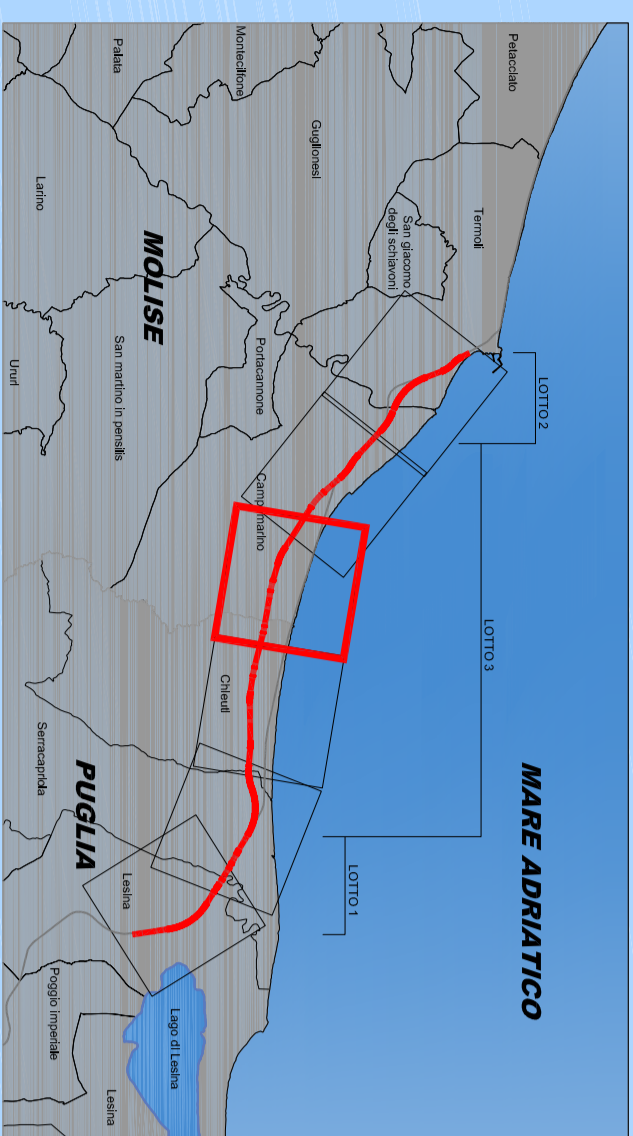 Petacciato
Montecilfone
Palata
Guglionesi
Termoli
San giacomo
degli schiavoni
Larino
MOLISE
San martino in pensilis
Portacannone
Ururi
LOTTO 2
Campomarino
LOTTO 3
Chieuti
Serracapriola
PUGLIA
MARE ADRIATICO
LOTTO 1
Lesina
Poggio imperiale
Lago di Lesina
Lesina